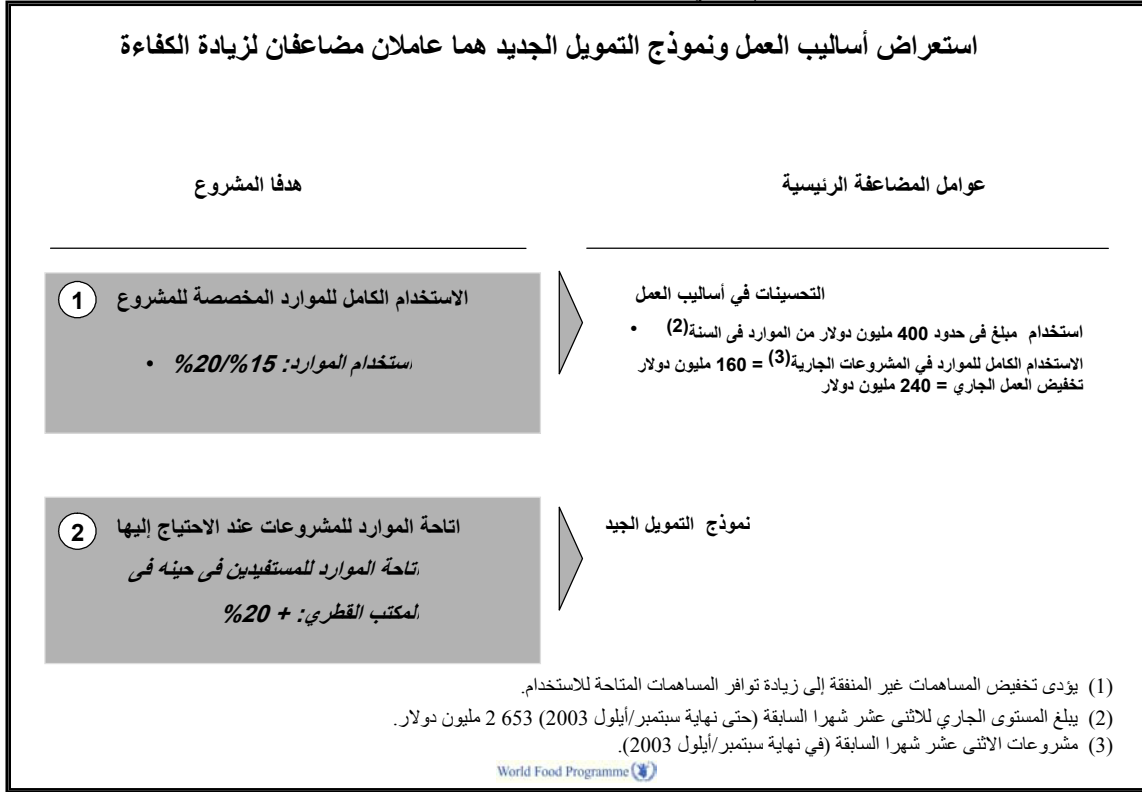 استعراض أساليب العمل ونموذج التمويل الجديد هما عاملان مضاعفان لزيادة الكفاءة
عوامل المضاعفة الرئيسية
هدفا المشروع
التحسينات في أساليب العمل
• استخدام مبلغ فى حدود 400 مليون دولار من الموارد فى السنة(2)
الاستخدام الكامل للموارد في المشروعات الجارية(3) = 160 مليون دولار
تخفيض العمل الجاري = 240 مليون دولار
1 الاستخدام الكامل للموارد المخصصة للمشروع
استخدام الموارد: 15%/20% •
نموذج التمويل الجيد
2 اتاحة الموارد للمشروعات عند الاحتياج إليها
اتاحة الموارد للمستفيدين فى حينه فى
المكتب القطري: + 20%
(1) يؤدى تخفيض المساهمات غير المنفقة إلى زيادة توافر المساهمات المتاحة للاستخدام.
(2) يبلغ المستوى الجاري للاثنى عشر شهرا السابقة (حتى نهاية سبتمبر/أيلول 2003) 653 2 مليون دولار.
(3) مشروعات الاثنى عشر شهرا السابقة (في نهاية سبتمبر/أيلول 2003).
World Food Programme